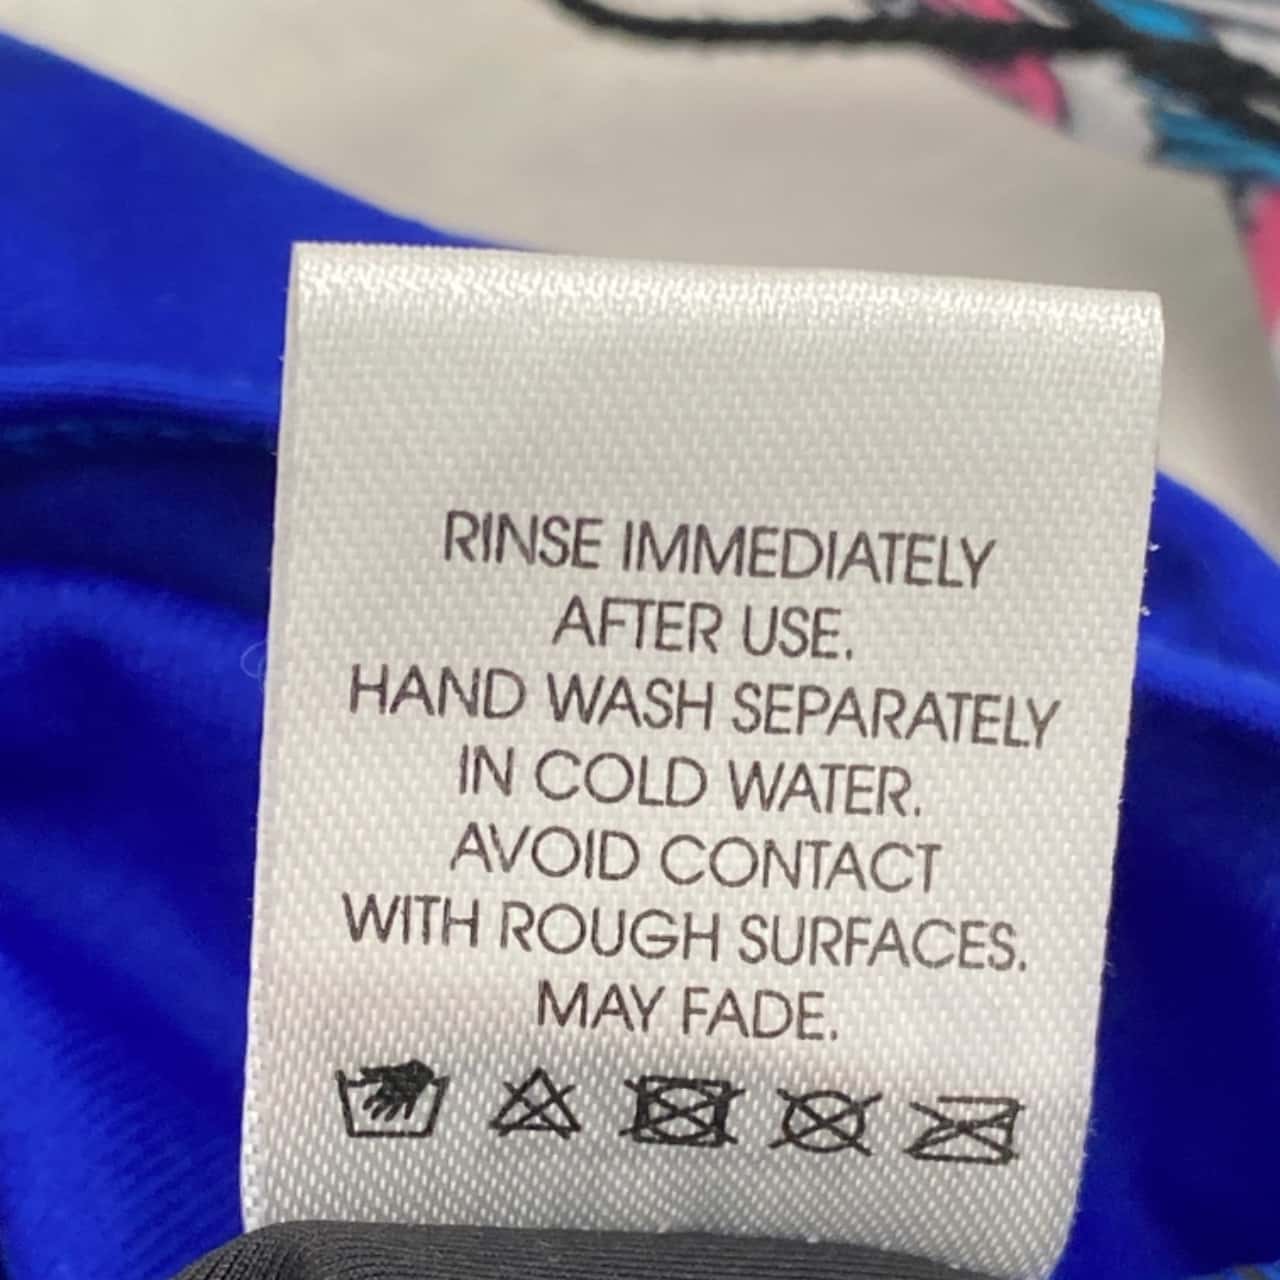 RINSE IMMEDIATELY
AFTER USE.
HAND WASH SEPARATELY
IN COLD WATER.
AVOID CONTACT
WITH ROUGH SURFACES.
MAY FADE.